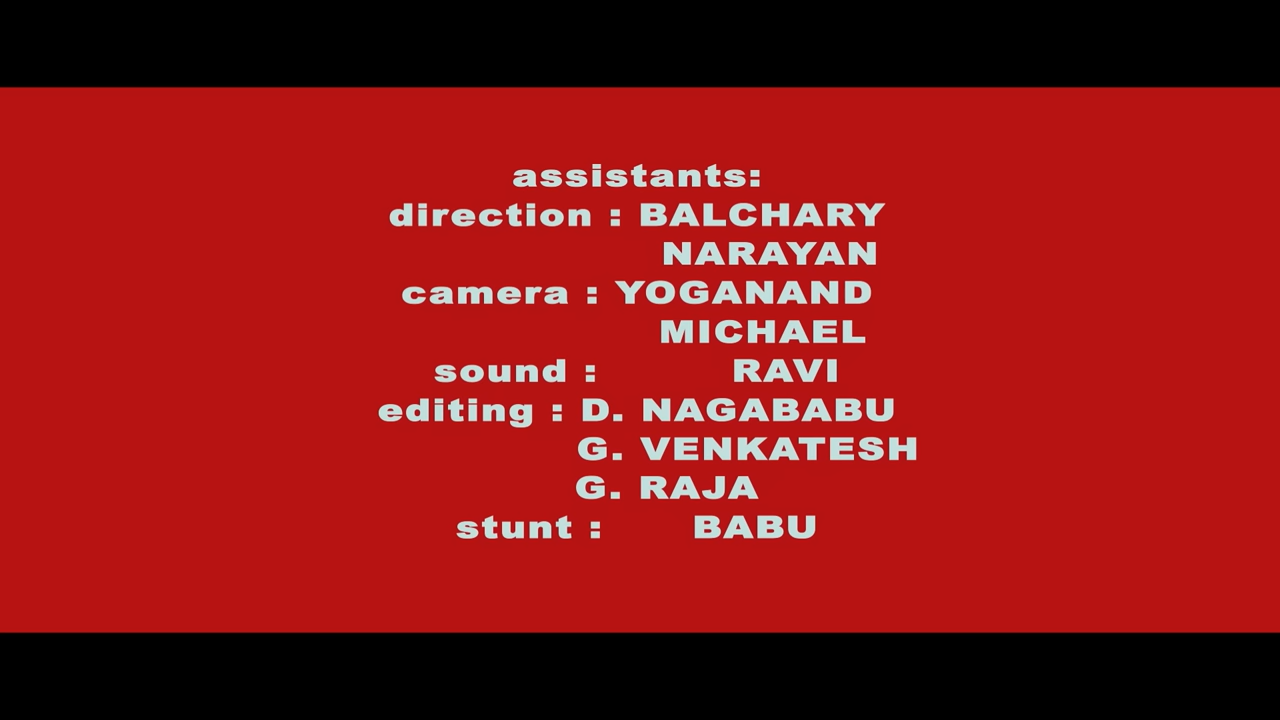 assistants:
direction : BALCHARY
NARAYAN
camera : YOGANAND
MICHAEL
sound : RAVI
editing : D. NAGABABU
G. VENKATESH
G. RAJA
stunt : BABU